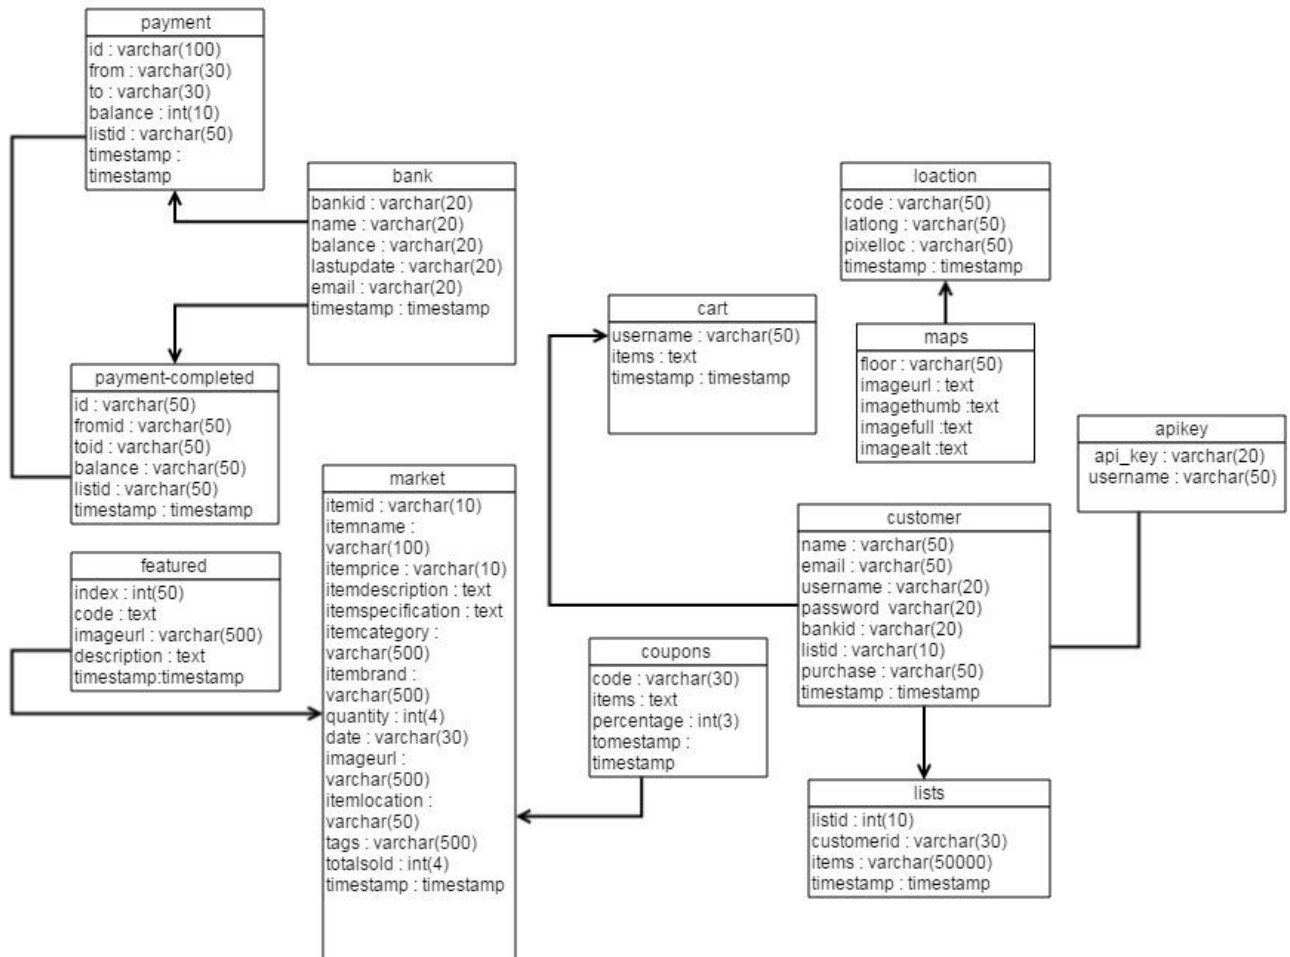 payment
id : varchar(100)
from : varchar(30)
to : varchar(30)
balance : int(10)
listid : varchar(50)
timestamp :
timestamp
bank
bankid : varchar(20)
name : varchar(20)
balance : varchar(20)
lastupdate : varchar(20)
email : varchar(20)
timestamp : timestamp
loaction
code : varchar(50)
latlong : varchar(50)
pixelloc : varchar(50)
timestamp : timestamp
cart
username : varchar(50)
items : text
timestamp : timestamp
maps
floor : varchar(50)
imageurl : text
imagethumb :text
imagefull :text
imagealt :text
payment-completed
id : varchar(50)
fromid : varchar(50)
toid : varchar(50)
balance : varchar(50)
listid : varchar(50)
timestamp : timestamp
apikey
api_key : varchar(20)
username : varchar(50)
market
itemid : varchar(10)
itemname :
varchar(100)
itemprice : varchar(10)
itemdescription : text
itemspecification : text
itemcategory :
varchar(500)
itembrand :
varchar(500)
quantity : int(4)
date : varchar(30)
imageurl :
varchar(500)
itemlocation :
varchar(50)
tags : varchar(500)
totalsold : int(4)
timestamp : timestamp
customer
name : varchar(50)
email : varchar(50)
username : varchar(20)
password varchar(20)
bankid : varchar(20)
listid : varchar(10)
purchase : varchar(50)
timestamp : timestamp
featured
index : int(50)
code : text
imageurl : varchar(500)
description : text
timestamp:timestamp
coupons
code : varchar(30)
items : text
percentage : int(3)
tomestamp :
timestamp
lists
listid : int(10)
customerid : varchar(30)
items : varchar(50000)
timestamp : timestamp